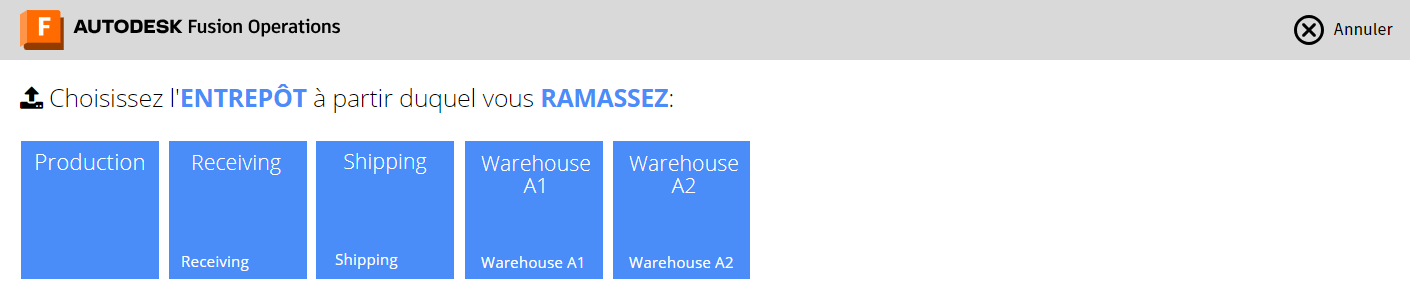 F AUTODESK Fusion Operations
Annuler
Choisissez l'ENTREPÔT à partir duquel vous RAMASSEZ:
Production
Receiving
Receiving
Shipping
Shipping
Warehouse
A1
Warehouse A1
Warehouse
A2
Warehouse A2